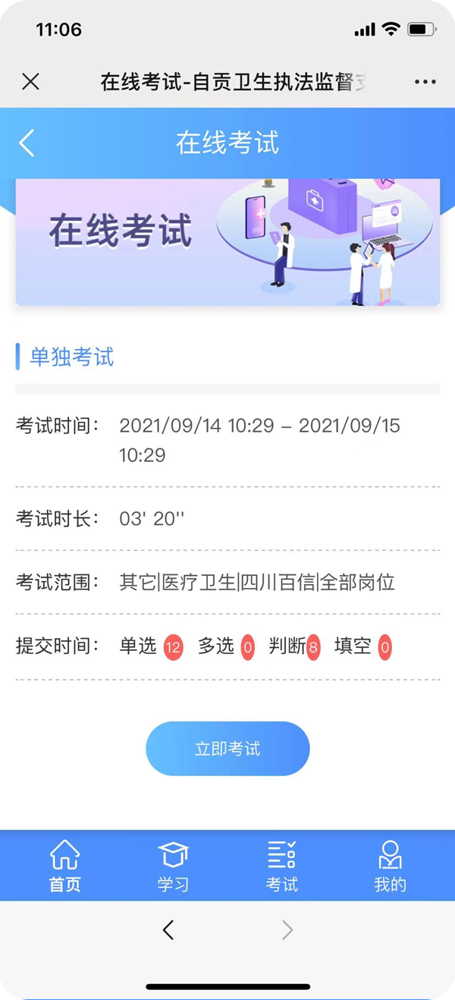 11:06
在线考试-自贡卫生执法监督
在线考试
在线考试
单独考试
考试时间： 2021/09/14 10:29 – 2021/09/15
10:29
考试时长： 03' 20''
考试范围： 其它|医疗卫生|四川百信|全部岗位
提交时间： 单选 12 多选 0 判断 8 填空 0
立即考试
首页 学习 考试 我的